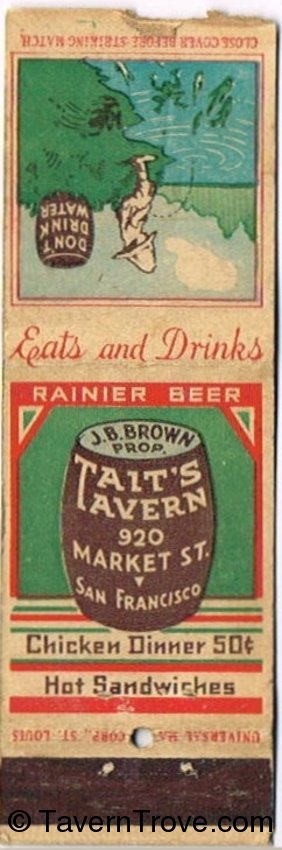 CLOSE COVER BEFORE STRIKING MATCH
DON'T
DRINK
WATER
Eats and Drinks
RAINIER BEER
J.B. BROWN
PROP.
TAIT'S
TAVERN
920
MARKET ST.
SAN FRANCISCO
Chicken Dinner 50¢
Hot Sandwiches
UNIVERSAL CORP., ST. LOUIS
© TavernTrove.com